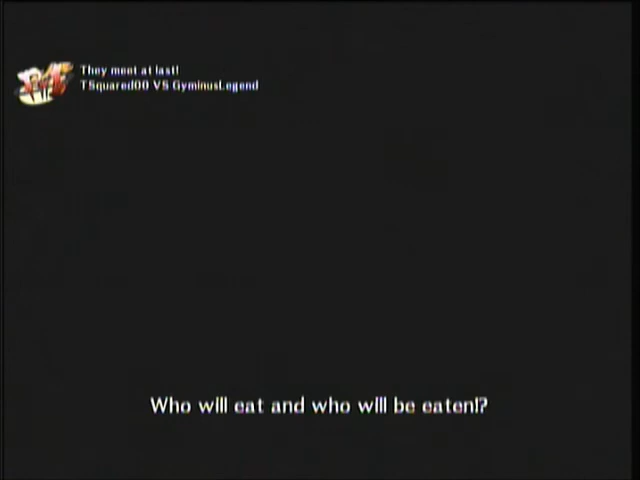 They meet at last!
TSquared00 VS GyminusLegend
Who will eat and who will be eaten!?